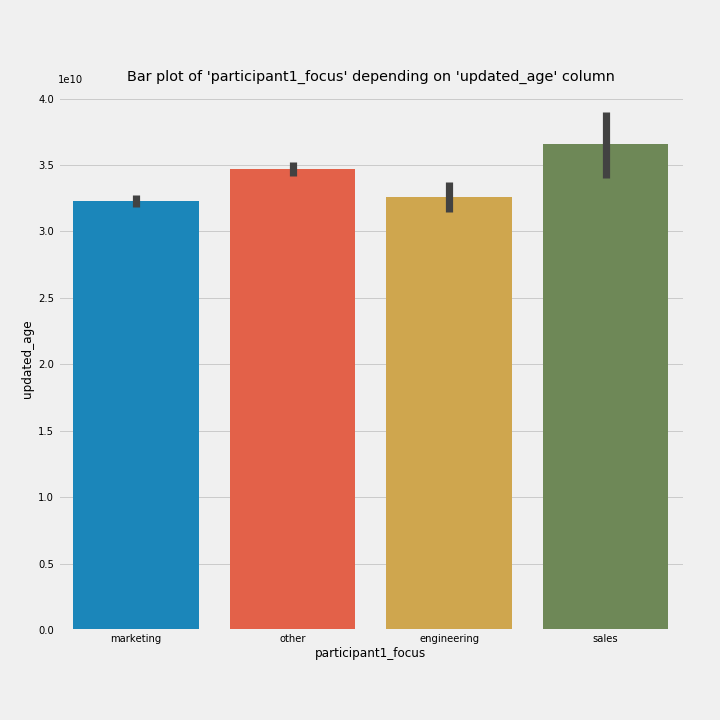 Bar plot of 'participant1_focus' depending on 'updated_age' column
1e10
4.0
3.5
3.0
2.5
2.0
1.5
1.0
0.5
0.0
updated_age
marketing other engineering sales
participant1_focus